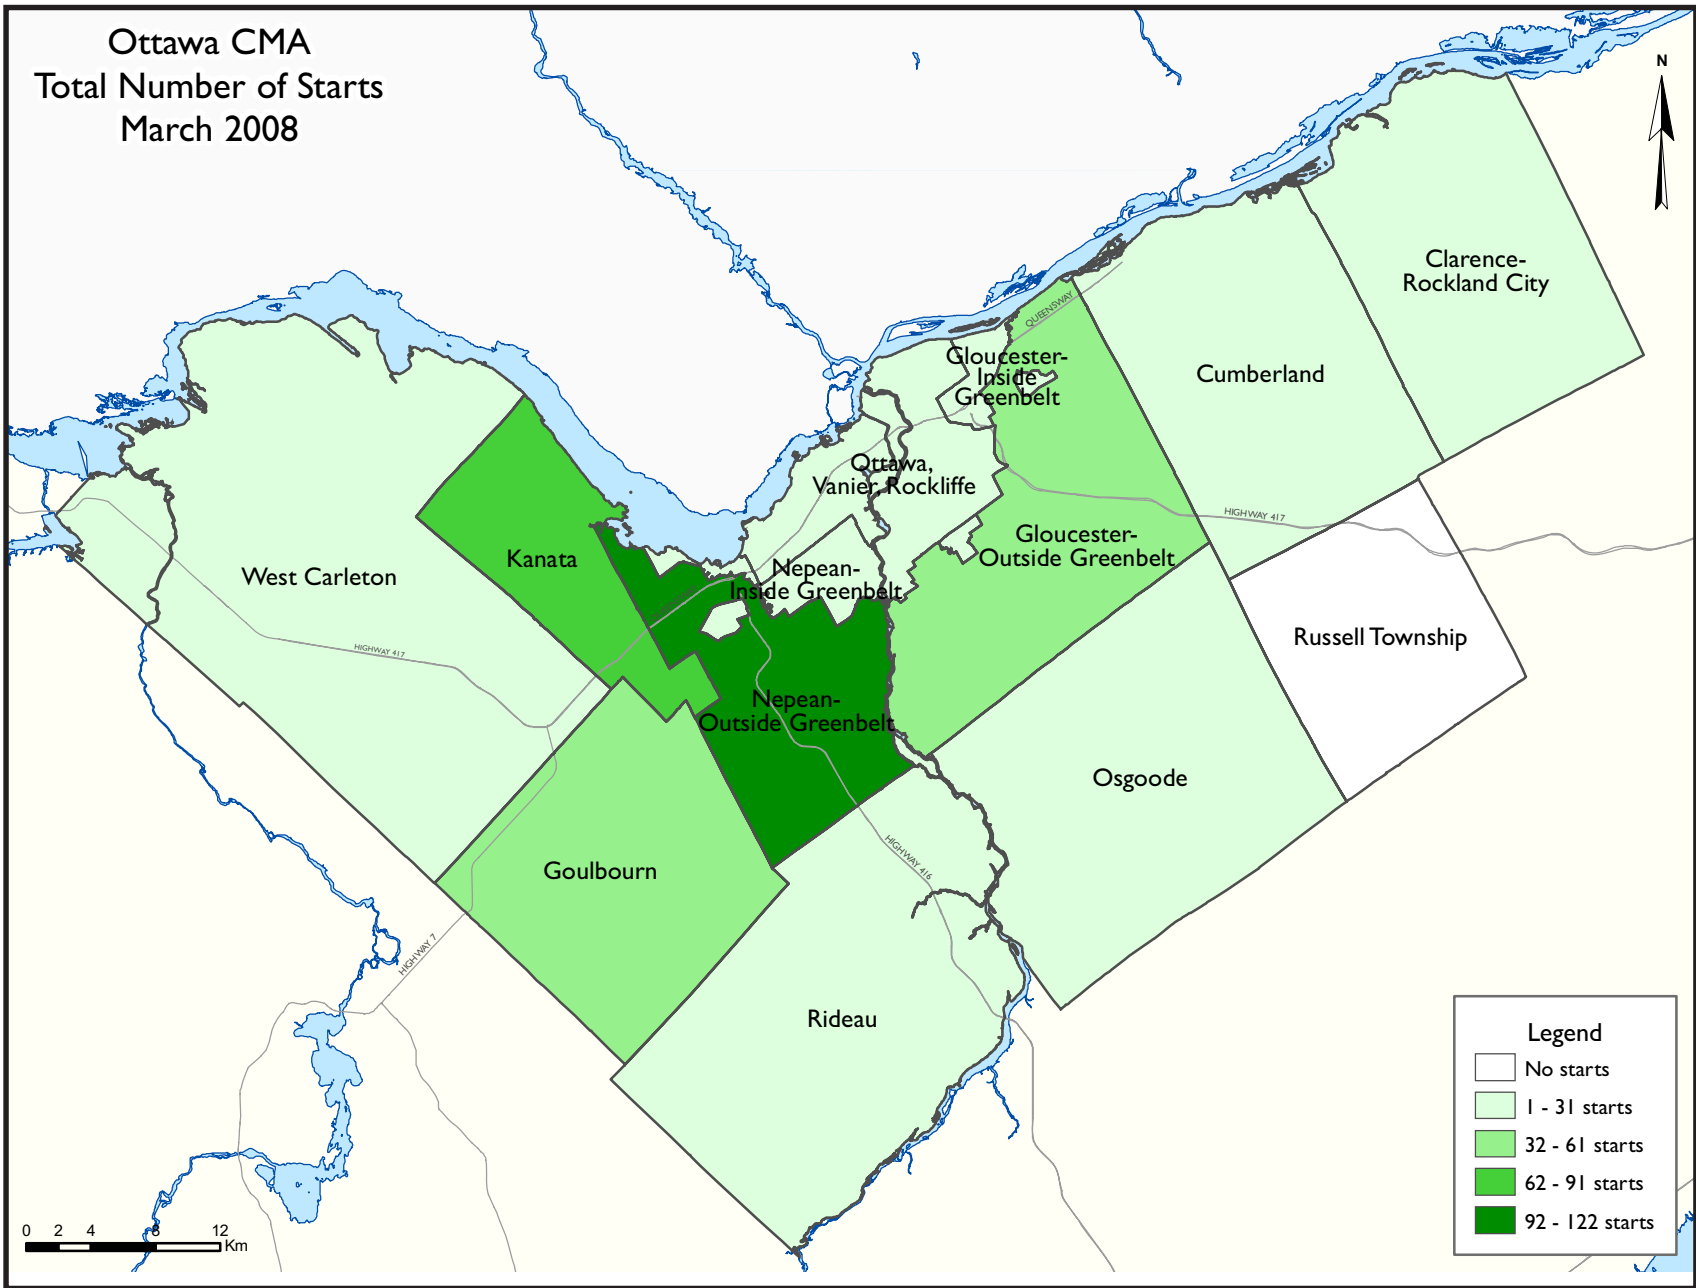 Ottawa CMA
Total Number of Starts
March 2008
N
Clarence-
Rockland City
QUEENSWAY
Gloucester-
Inside
Greenbelt
Cumberland
Ottawa,
Vanier, Rockliffe
HIGHWAY 417
Gloucester-
Outside Greenbelt
Kanata
West Carleton
Nepean-
Inside Greenbelt
Russell Township
HIGHWAY 417
Nepean-
Outside Greenbelt
Osgoode
Goulbourn
HIGHWAY 416
HIGHWAY 7
Rideau
Legend
No starts
1 - 31 starts
32 - 61 starts
62 - 91 starts
92 - 122 starts
0 2 4 8 12
Km